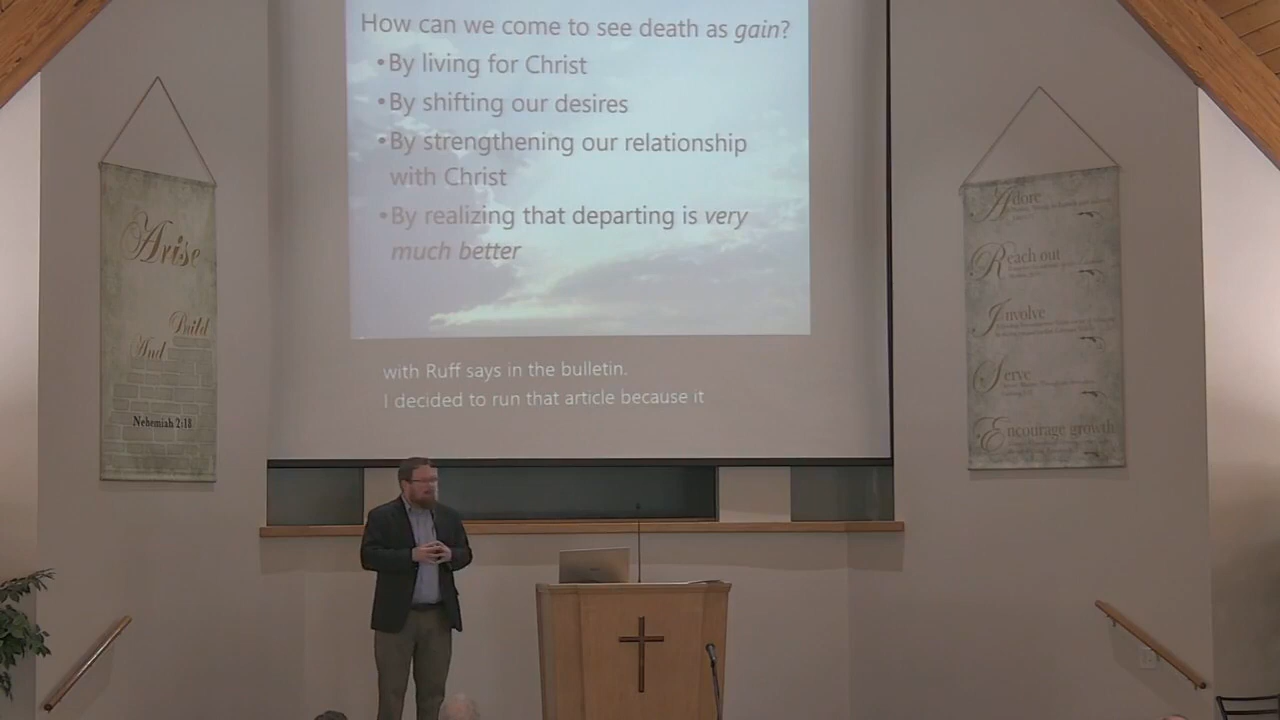 How can we come to see death as gain?
•By living for Christ
•By shifting our desires
•By strengthening our relationship
with Christ
•By realizing that departing is very
much better
with Ruff says in the bulletin.
I decided to run that article because it
Arise
And Build
Nehemiah 2:18
Adore
Reach out
Involve
Serve
Encourage growth